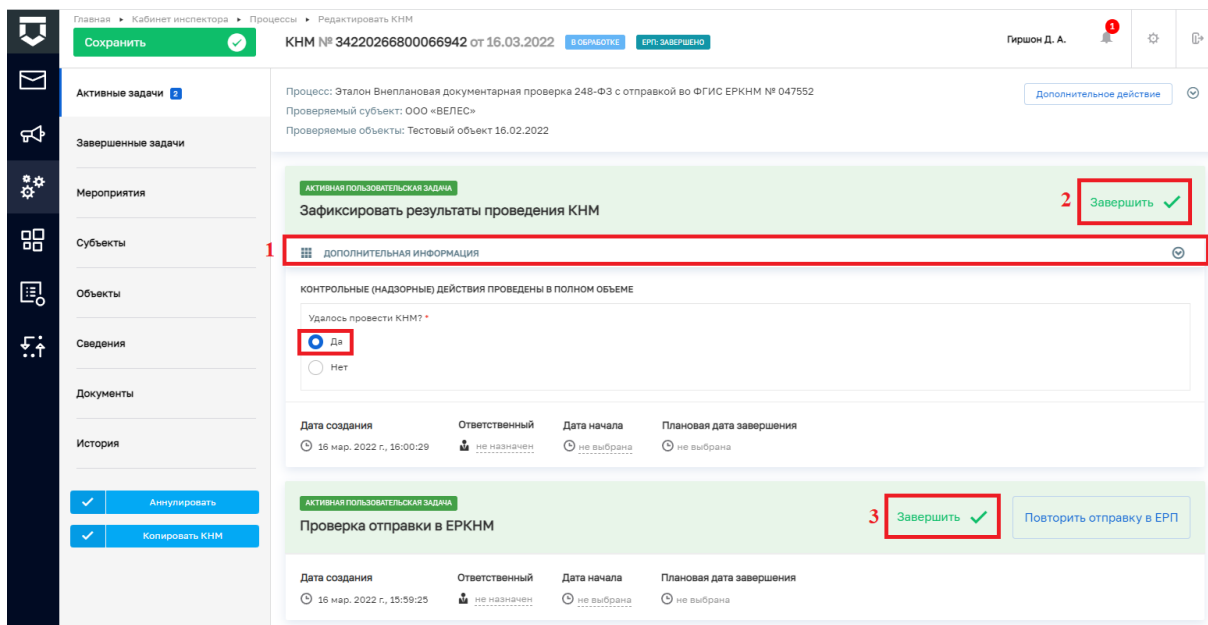 Главная ▸ Кабинет инспектора ▸ Процессы ▸ Редактировать КНМ
Сохранить
КНМ № 34220266800066942 от 16.03.2022 В ОБРАБОТКЕ ЕРП: ЗАВЕРШЕНО
Гиршон Д. А.
1
Активные задачи 2
Завершенные задачи
Мероприятия
Субъекты
Объекты
Сведения
Документы
История
Аннулировать
Копировать КНМ
Процесс: Эталон Внеплановая документарная проверка 248-ФЗ с отправкой во ФГИС ЕРКНМ № 047552
Проверяемый субъект: ООО «ВЕЛЕС»
Проверяемые объекты: Тестовый объект 16.02.2022
Дополнительное действие
АКТИВНАЯ ПОЛЬЗОВАТЕЛЬСКАЯ ЗАДАЧА
Зафиксировать результаты проведения КНМ
2 Завершить
1 ДОПОЛНИТЕЛЬНАЯ ИНФОРМАЦИЯ
КОНТРОЛЬНЫЕ (НАДЗОРНЫЕ) ДЕЙСТВИЯ ПРОВЕДЕНЫ В ПОЛНОМ ОБЪЕМЕ
Удалось провести КНМ? *
Да
Нет
Дата создания Ответственный Дата начала Плановая дата завершения
16 мар. 2022 г., 16:00:29 не назначен не выбрана не выбрана
АКТИВНАЯ ПОЛЬЗОВАТЕЛЬСКАЯ ЗАДАЧА
Проверка отправки в ЕРКНМ
3 Завершить Повторить отправку в ЕРП
Дата создания Ответственный Дата начала Плановая дата завершения
16 мар. 2022 г., 15:59:25 не назначен не выбрана не выбрана